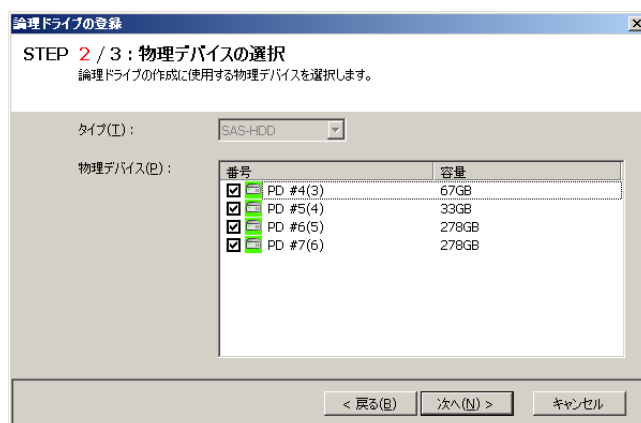 論理ドライブの登録
STEP 2 / 3 : 物理デバイスの選択
論理ドライブの作成に使用する物理デバイスを選択します。
タイプ(T) : SAS-HDD
物理デバイス(P) :
番号 容量
PD #4(3) 67GB
PD #5(4) 33GB
PD #6(5) 278GB
PD #7(6) 278GB
< 戻る(B) 次へ(N) > キャンセル